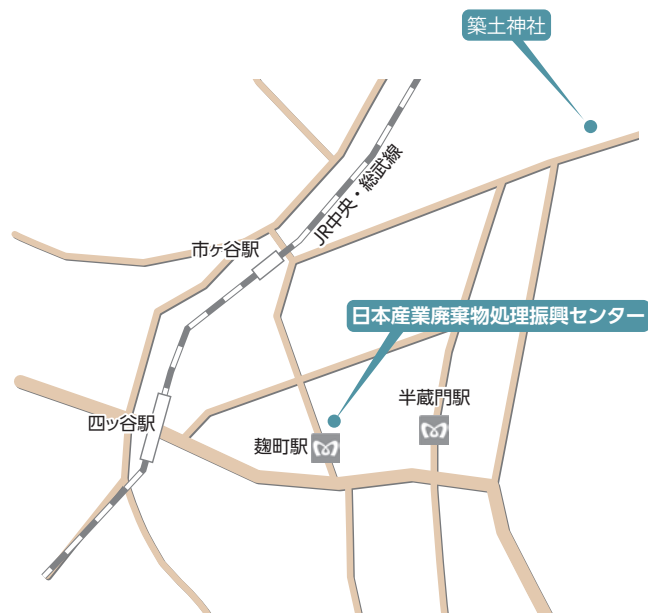 築土神社
JR中央・総武線
市ヶ谷駅
日本産業廃棄物処理振興センター
半蔵門駅
四ッ谷駅
麹町駅